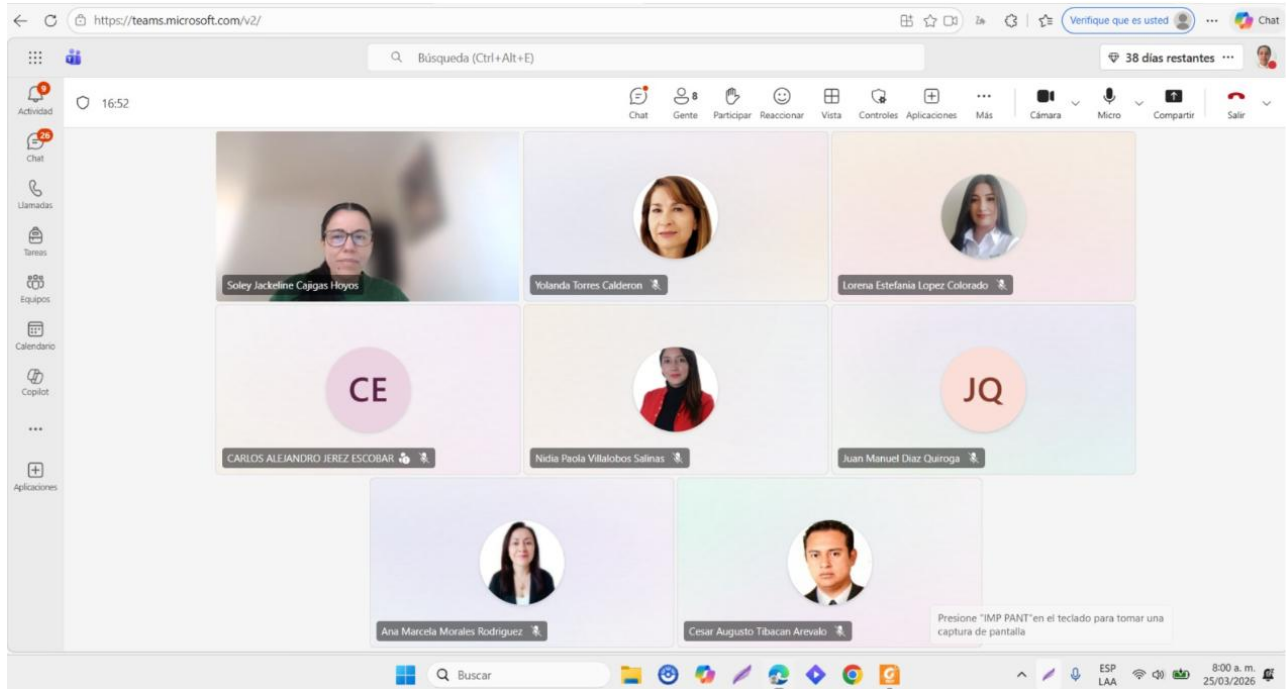 https://teams.microsoft.com/v2/
Verifique que es usted
Chat
Búsqueda (Ctrl+Alt+E)
38 días restantes
16:52
Chat
Gente
8
Participar
Reaccionar
Vista
Controles
Aplicaciones
Más
Cámara
Micro
Compartir
Salir
9
Actividad
26
Chat
Llamadas
Tareas
Equipos
Calendario
Copilot
Aplicaciones
Soley Jackeline Cajigas Hoyos
Yolanda Torres Calderon
Lorena Estefania Lopez Colorado
CE
CARLOS ALEJANDRO JEREZ ESCOBAR
Nidia Paola Villalobos Salinas
JQ
Juan Manuel Diaz Quiroga
Ana Marcela Morales Rodriguez
Cesar Augusto Tibacan Arevalo
Presione "IMP PANT"en el teclado para tomar una
captura de pantalla
Buscar
ESP
LAA
8:00 a. m.
25/03/2026